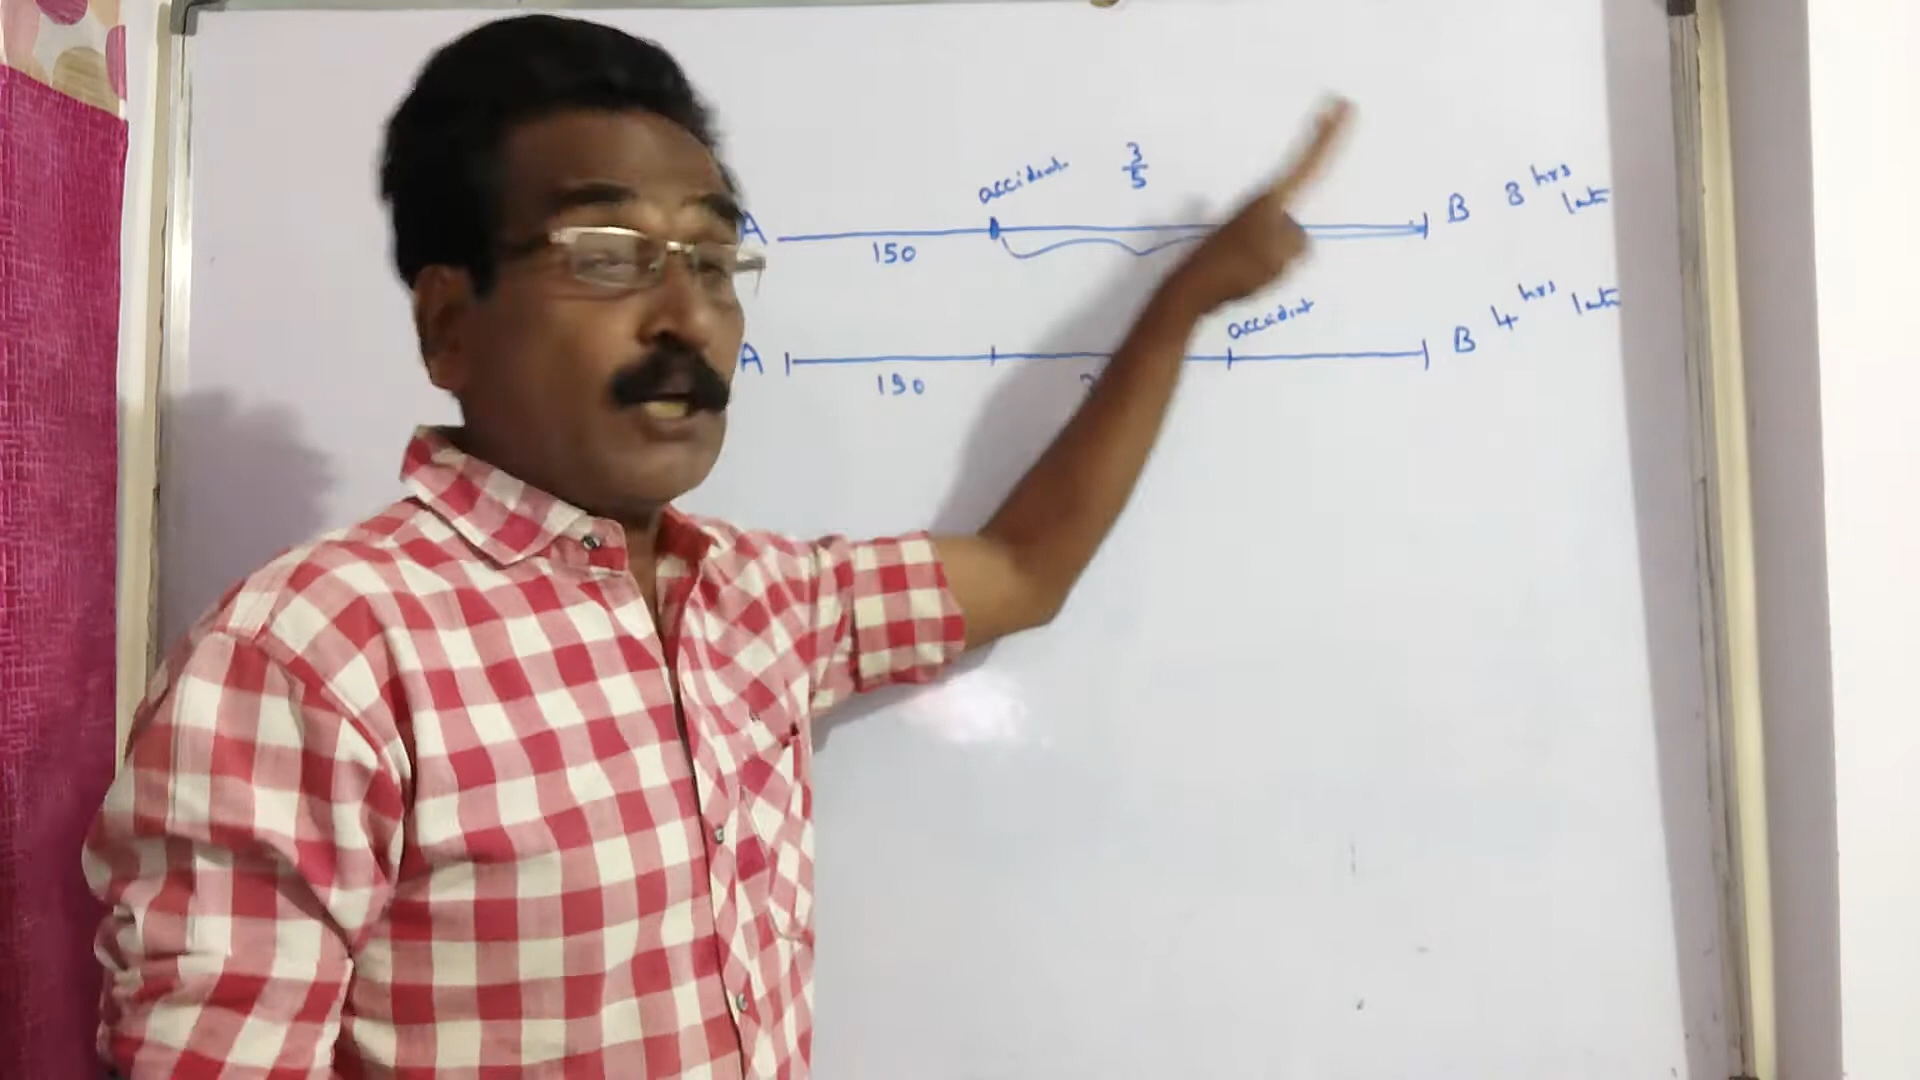 accident 3/5
A 150 B 8 hrs late
accident
A 150 B 4 hrs late